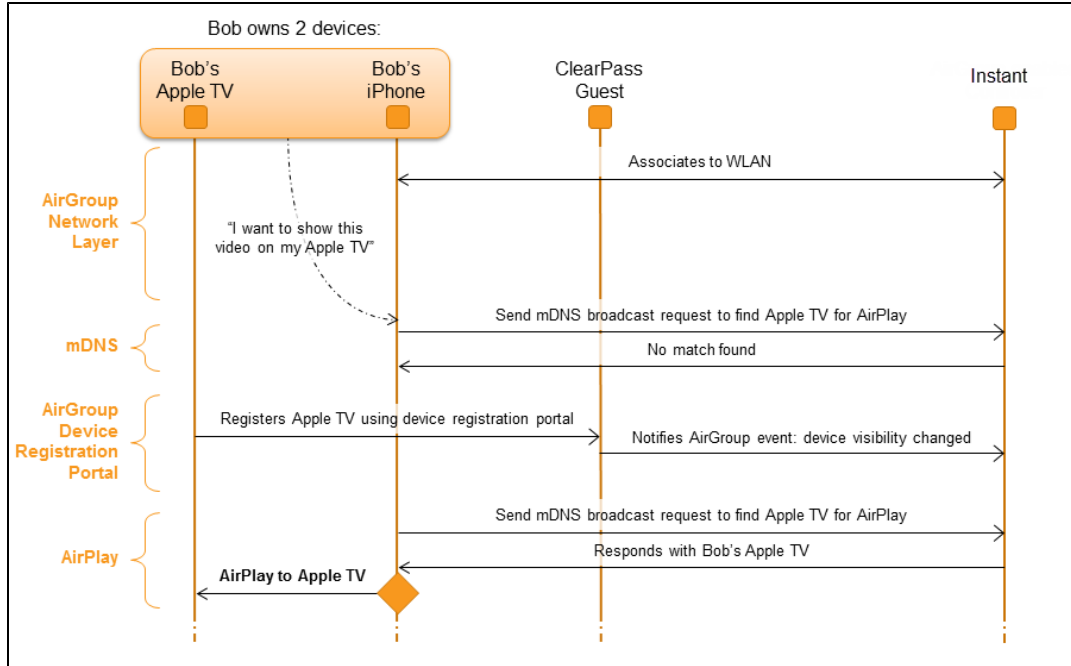 Bob owns 2 devices:
Bob's
Apple TV
Bob's
iPhone
ClearPass
Guest
Instant
AirGroup
Network
Layer
Associates to WLAN
“I want to show this
video on my Apple TV”
mDNS
Send mDNS broadcast request to find Apple TV for AirPlay
No match found
AirGroup
Device
Registration
Portal
Registers Apple TV using device registration portal
Notifies AirGroup event: device visibility changed
AirPlay
Send mDNS broadcast request to find Apple TV for AirPlay
Responds with Bob's Apple TV
AirPlay to Apple TV